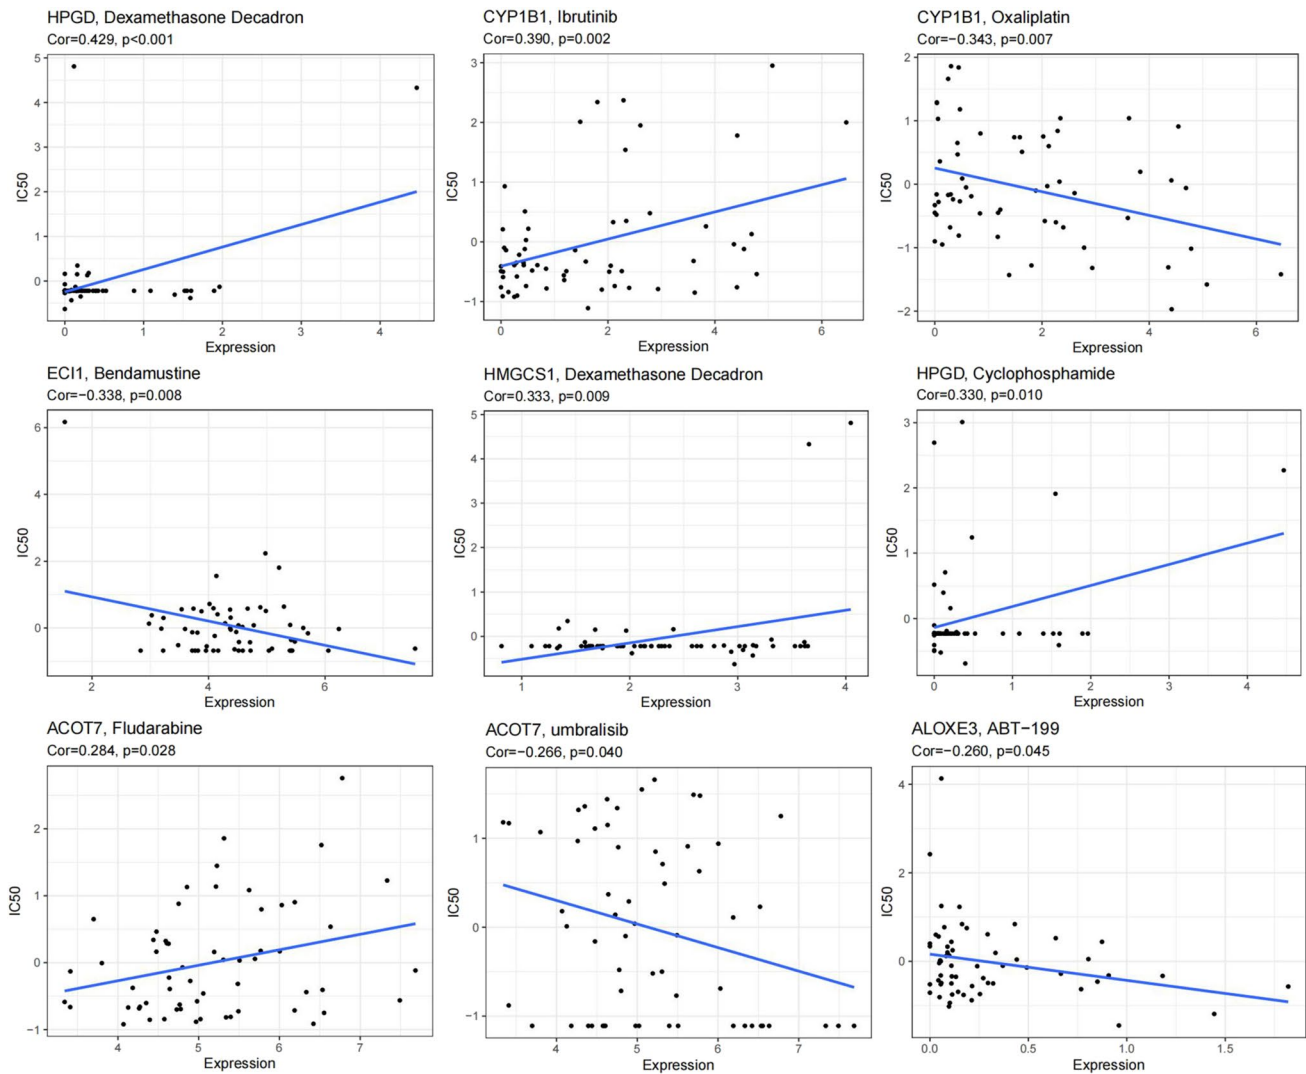 HPGD, Dexamethasone Decadron
Cor=0.429, p<0.001
5
4
3
2
1
0
IC50
0 1 2 3 4
Expression
CYP1B1, Ibrutinib
Cor=0.390, p=0.002
3
2
1
0
−1
IC50
0 2 4 6
Expression
CYP1B1, Oxaliplatin
Cor=−0.343, p=0.007
2
1
0
−1
−2
IC50
0 2 4 6
Expression
ECI1, Bendamustine
Cor=−0.338, p=0.008
6
4
2
0
IC50
2 4 6
Expression
HMGCS1, Dexamethasone Decadron
Cor=0.333, p=0.009
5
4
3
2
1
0
IC50
1 2 3 4
Expression
HPGD, Cyclophosphamide
Cor=0.330, p=0.010
3
2
1
0
IC50
0 1 2 3 4
Expression
ACOT7, Fludarabine
Cor=0.284, p=0.028
2
1
0
−1
IC50
4 5 6 7
Expression
ACOT7, umbralisib
Cor=−0.266, p=0.040
1
0
−1
IC50
4 5 6 7
Expression
ALOXE3, ABT−199
Cor=−0.260, p=0.045
4
2
0
IC50
0.0 0.5 1.0 1.5
Expression